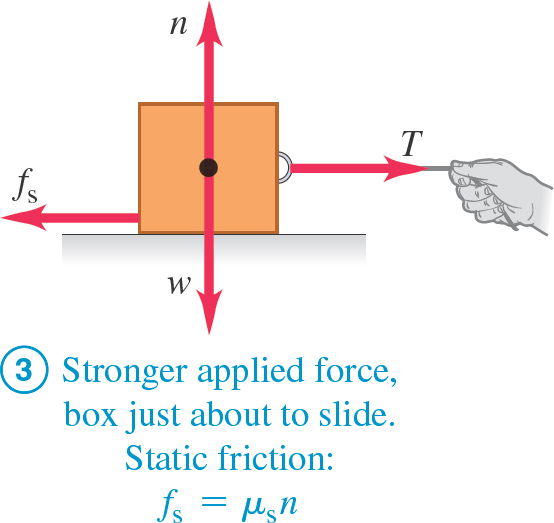 n
T
fₛ
w
3 Stronger applied force,
box just about to slide.
Static friction:
fₛ = μₛn